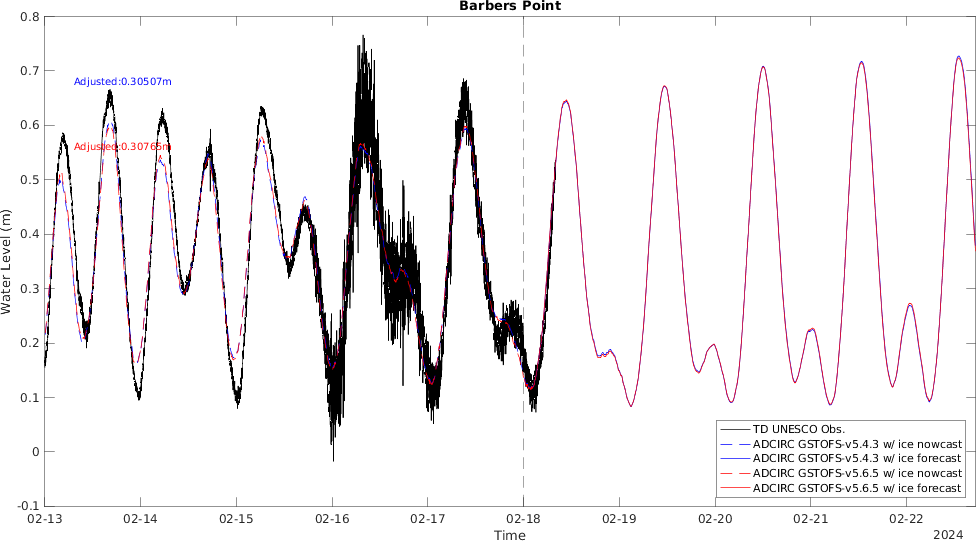 Barbers Point
0.8
0.7
0.6
0.5
0.4
0.3
0.2
0.1
0
-0.1
Water Level (m)
Adjusted:0.30507m
Adjusted:0.30765m
TD UNESCO Obs.
ADCIRC GSTOFS-v5.4.3 w/ ice nowcast
ADCIRC GSTOFS-v5.4.3 w/ ice forecast
ADCIRC GSTOFS-v5.6.5 w/ ice nowcast
ADCIRC GSTOFS-v5.6.5 w/ ice forecast
02-13 02-14 02-15 02-16 02-17 02-18 02-19 02-20 02-21 02-22
Time
2024